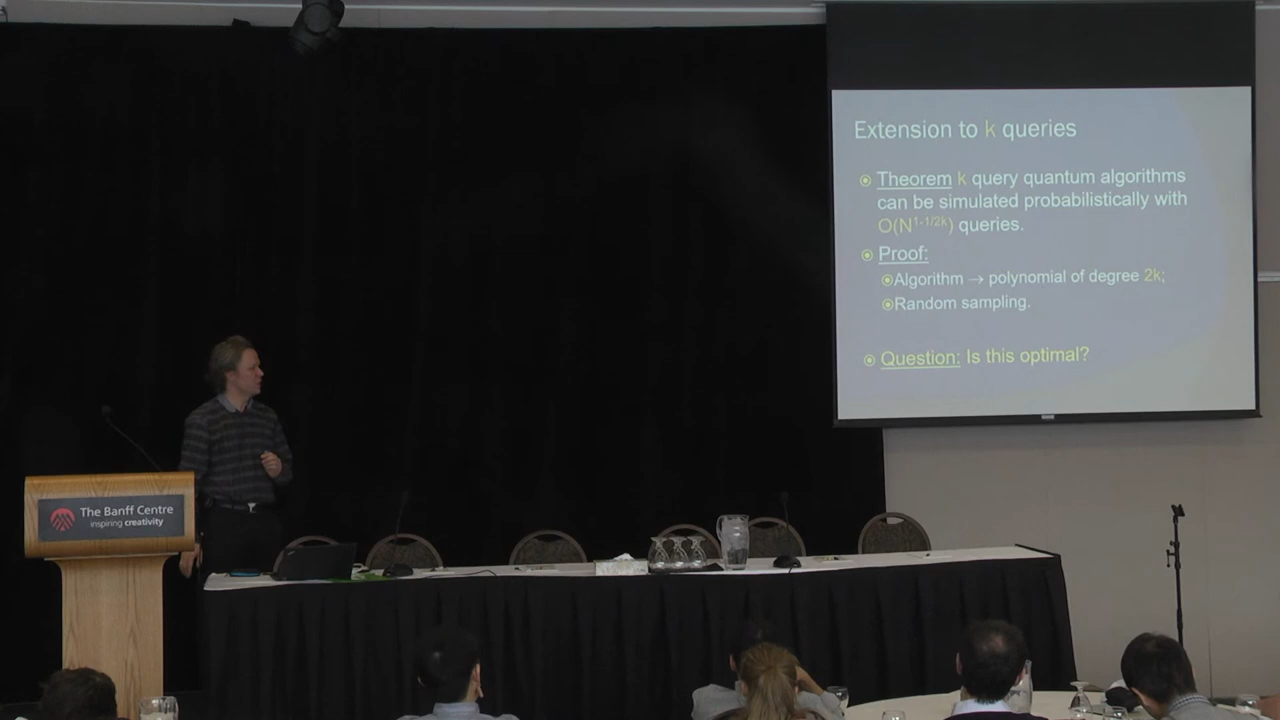 Extension to k queries
Theorem k query quantum algorithms
can be simulated probabilistically with
O(N^{1-1/2k}) queries.
Proof:
Algorithm → polynomial of degree 2k;
Random sampling.
Question: Is this optimal?
The Banff Centre
inspiring creativity